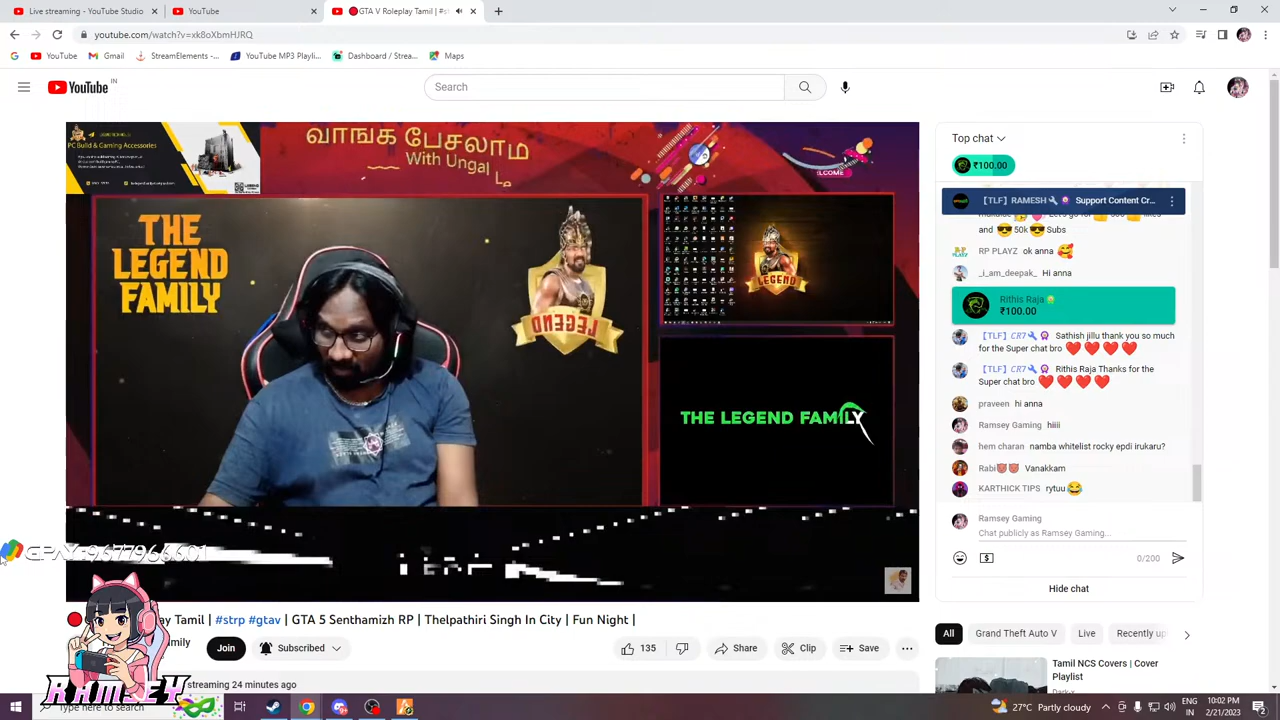 Live streaming - YouTube Studio
YouTube
GTA V Roleplay Tamil | #s
youtube.com/watch?v=xk8oXbmHJRQ
YouTube
Gmail
StreamElements -...
YouTube MP3 Playli...
Dashboard / Strea...
Maps
YouTube IN
Search
PC Build & Gaming Accessories
வாங்க பேசலாம்
With Ungal
THE
LEGEND
FAMILY
LEGEND
LEGEND
THE LEGEND FAMILY
Top chat
₹100.00
【TLF】RAMESH Support Content Cr...
and 😎 50k 😎 Subs
RP PLAYZ ok anna 🥰
_i_am_deepak_ Hi anna
Rithis Raja
₹100.00
【TLF】CR7 Sathish jillu thank you so much
for the Super chat bro ❤️ ❤️ ❤️ ❤️
【TLF】CR7 Rithis Raja Thanks for the
Super chat bro ❤️ ❤️ ❤️ ❤️
praveen hi anna
Ramsey Gaming hiiii
hem charan namba whitelist rocky epdi irukaru?
Rabi👹👹 Vanakkam
KARTHICK TIPS rytuu😂
Ramsey Gaming
Chat publicly as Ramsey Gaming...
0/200
Hide chat
GPAY :9677966601
ay Tamil | #strp #gtav | GTA 5 Senthamizh RP | Thelpathiri Singh In City | Fun Night |
amily
Join
Subscribed
135
Share
Clip
Save
streaming 24 minutes ago
All
Grand Theft Auto V
Live
Recently up
Tamil NCS Covers | Cover
Playlist
Dark-x
RAMSEY
Type here to search
27°C Partly cloudy
ENG
IN
10:02 PM
2/21/2023